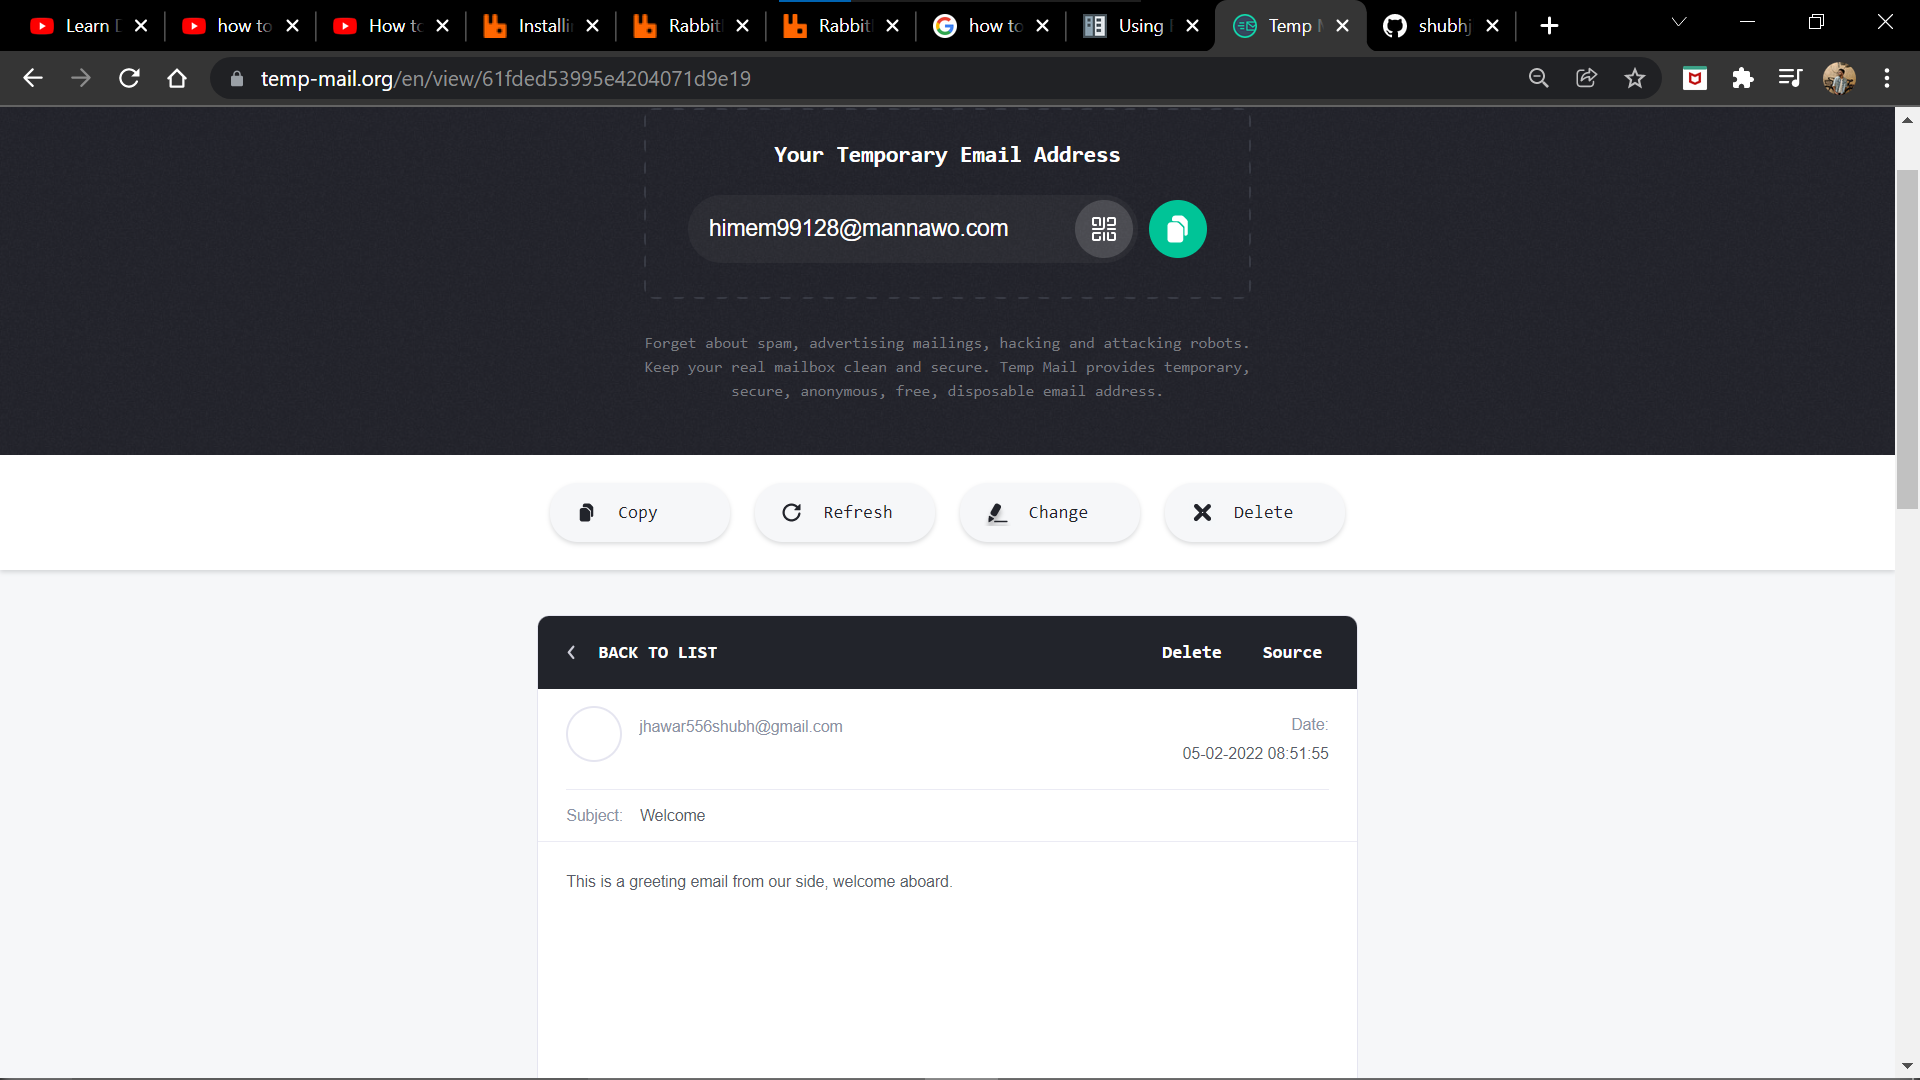 Learn
how to
How to
Installi
Rabbit
Rabbit
how to
Using
Temp
shubhj
temp-mail.org/en/view/61fded53995e4204071d9e19
Your Temporary Email Address
himem99128@mannawo.com
Forget about spam, advertising mailings, hacking and attacking robots.
Keep your real mailbox clean and secure. Temp Mail provides temporary,
secure, anonymous, free, disposable email address.
Copy
Refresh
Change
Delete
BACK TO LIST
Delete
Source
jhawar556shubh@gmail.com
Date:
05-02-2022 08:51:55
Subject: Welcome
This is a greeting email from our side, welcome aboard.